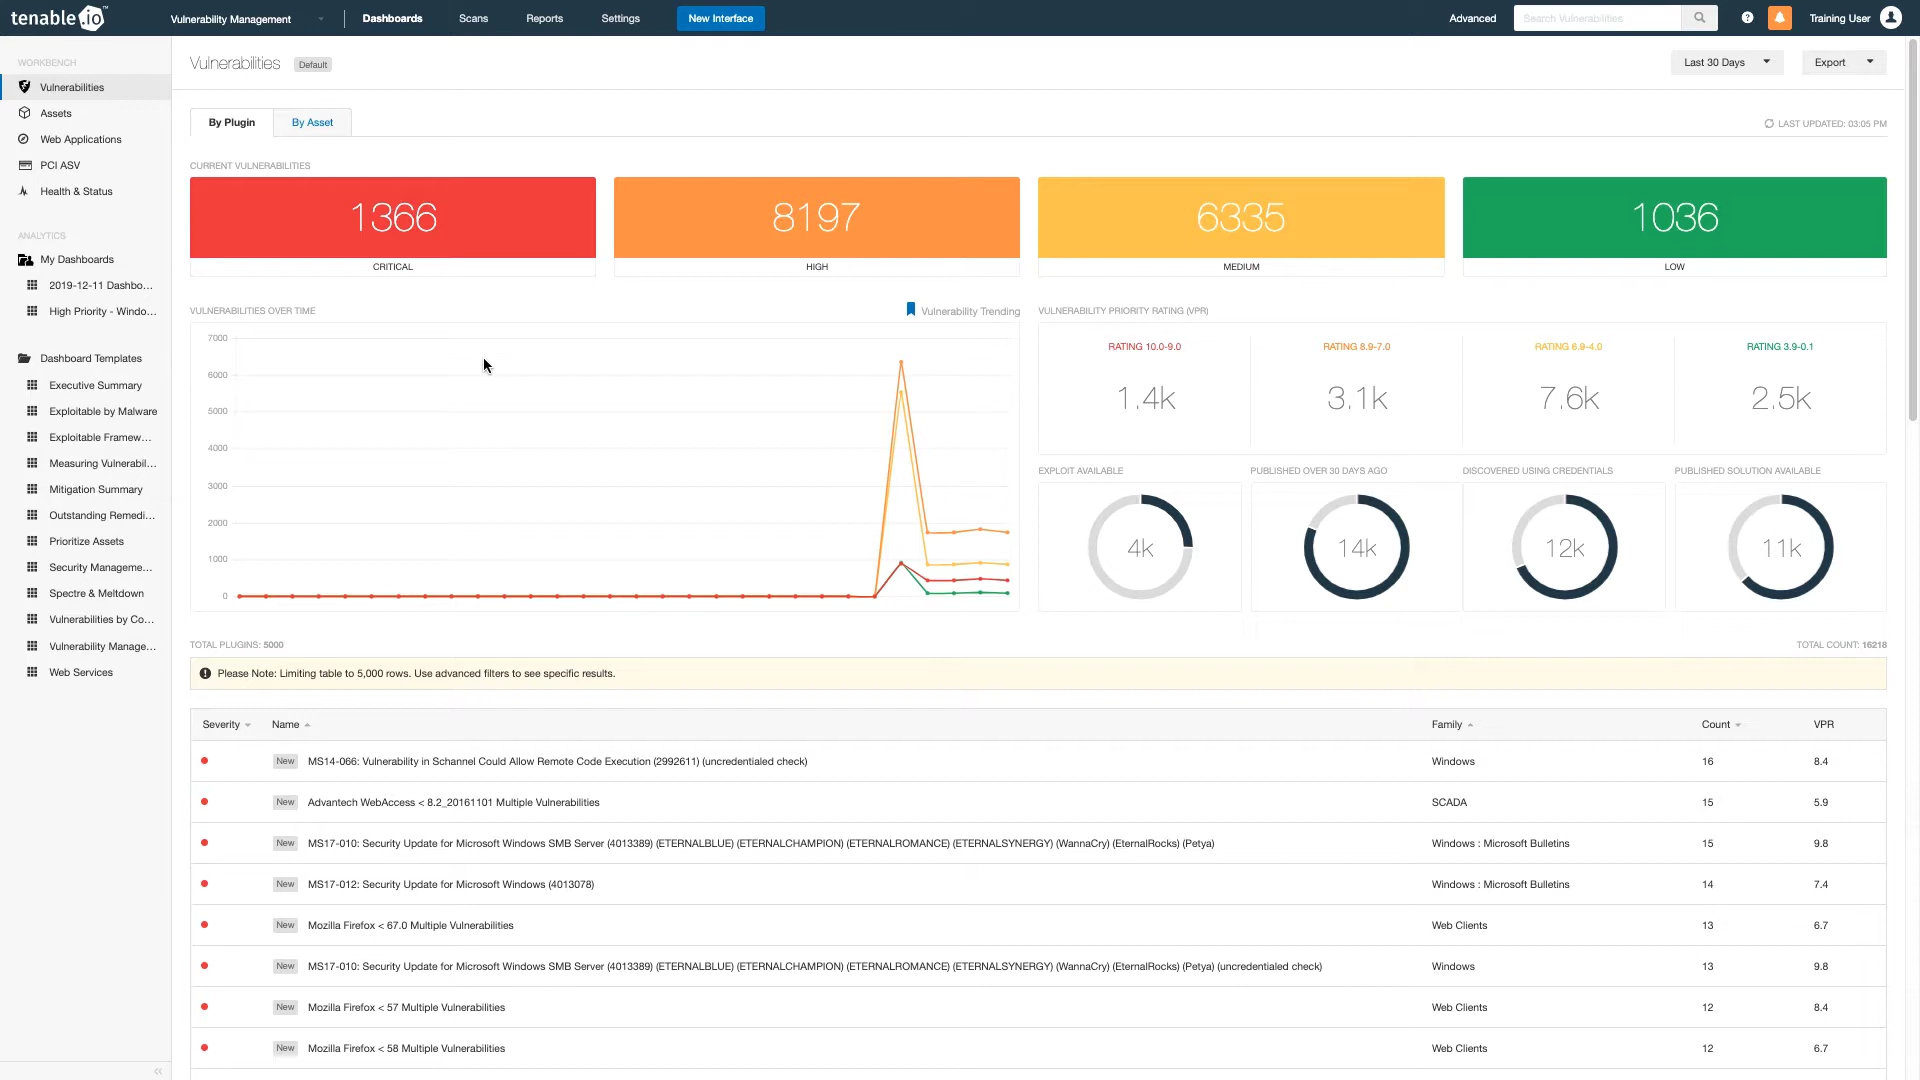 tenable.io™
Vulnerability Management
Dashboards
Scans
Reports
Settings
New Interface
Advanced
Search Vulnerabilities
Training User
WORKBENCH
Vulnerabilities
Assets
Web Applications
PCI ASV
Health & Status
ANALYTICS
My Dashboards
2019-12-11 Dashbo...
High Priority - Windo...
Dashboard Templates
Executive Summary
Exploitable by Malware
Exploitable Framew...
Measuring Vulnerabil...
Mitigation Summary
Outstanding Remedi...
Prioritize Assets
Security Manageme...
Spectre & Meltdown
Vulnerabilities by Co...
Vulnerability Manage...
Web Services
Vulnerabilities
Default
Last 30 Days
Export
By Plugin
By Asset
LAST UPDATED: 03:05 PM
CURRENT VULNERABILITIES
1366
CRITICAL
8197
HIGH
6335
MEDIUM
1036
LOW
VULNERABILITIES OVER TIME
Vulnerability Trending
7000
6000
5000
4000
3000
2000
1000
0
VULNERABILITY PRIORITY RATING (VPR)
RATING 10.0-9.0
1.4k
RATING 8.9-7.0
3.1k
RATING 6.9-4.0
7.6k
RATING 3.9-0.1
2.5k
EXPLOIT AVAILABLE
4k
PUBLISHED OVER 30 DAYS AGO
14k
DISCOVERED USING CREDENTIALS
12k
PUBLISHED SOLUTION AVAILABLE
11k
TOTAL PLUGINS: 5000
TOTAL COUNT: 16218
Please Note: Limiting table to 5,000 rows. Use advanced filters to see specific results.
Severity Name Family Count VPR
New MS14-066: Vulnerability in Schannel Could Allow Remote Code Execution (2992611) (uncredentialed check) Windows 16 8.4
New Advantech WebAccess < 8.2_20161101 Multiple Vulnerabilities SCADA 15 5.9
New MS17-010: Security Update for Microsoft Windows SMB Server (4013389) (ETERNALBLUE) (ETERNALCHAMPION) (ETERNALROMANCE) (ETERNALSYNERGY) (WannaCry) (EternalRocks) (Petya) Windows : Microsoft Bulletins 15 9.8
New MS17-012: Security Update for Microsoft Windows (4013078) Windows : Microsoft Bulletins 14 7.4
New Mozilla Firefox < 67.0 Multiple Vulnerabilities Web Clients 13 6.7
New MS17-010: Security Update for Microsoft Windows SMB Server (4013389) (ETERNALBLUE) (ETERNALCHAMPION) (ETERNALROMANCE) (ETERNALSYNERGY) (WannaCry) (EternalRocks) (Petya) (uncredentialed check) Windows 13 9.8
New Mozilla Firefox < 57 Multiple Vulnerabilities Web Clients 12 8.4
New Mozilla Firefox < 58 Multiple Vulnerabilities Web Clients 12 6.7